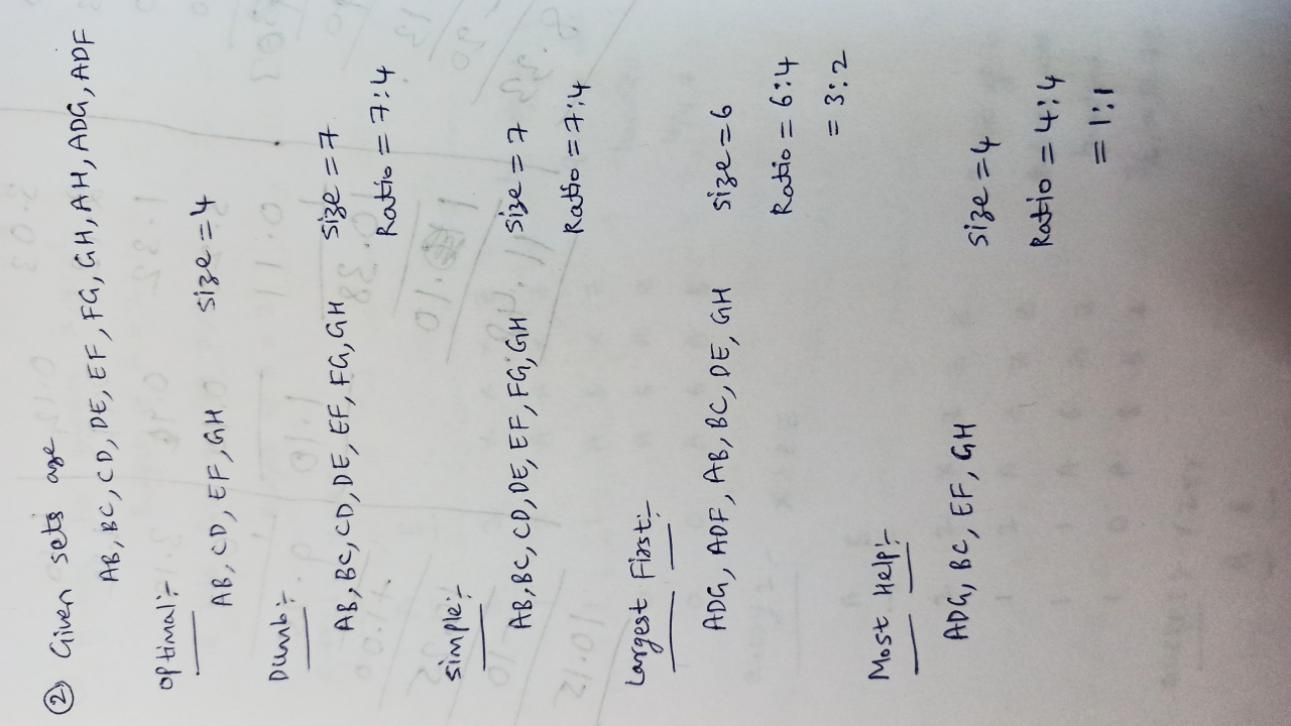 ② Given sets are
AB, BC, CD, DE, EF, FG, GH, AH, ADG, ADF
optimal:-
AB, CD, EF, GH size = 4
Dumb:-
AB, BC, CD, DE, EF, FG, GH size = 7
Ratio = 7:4
simple:-
AB, BC, CD, DE, EF, FG, GH size = 7
Ratio = 7:4
Largest First:-
ADG, ADF, AB, BC, DE, GH size = 6
Ratio = 6:4
= 3:2
Most Help:-
ADG, BC, EF, GH
size = 4
Ratio = 4:4
= 1:1